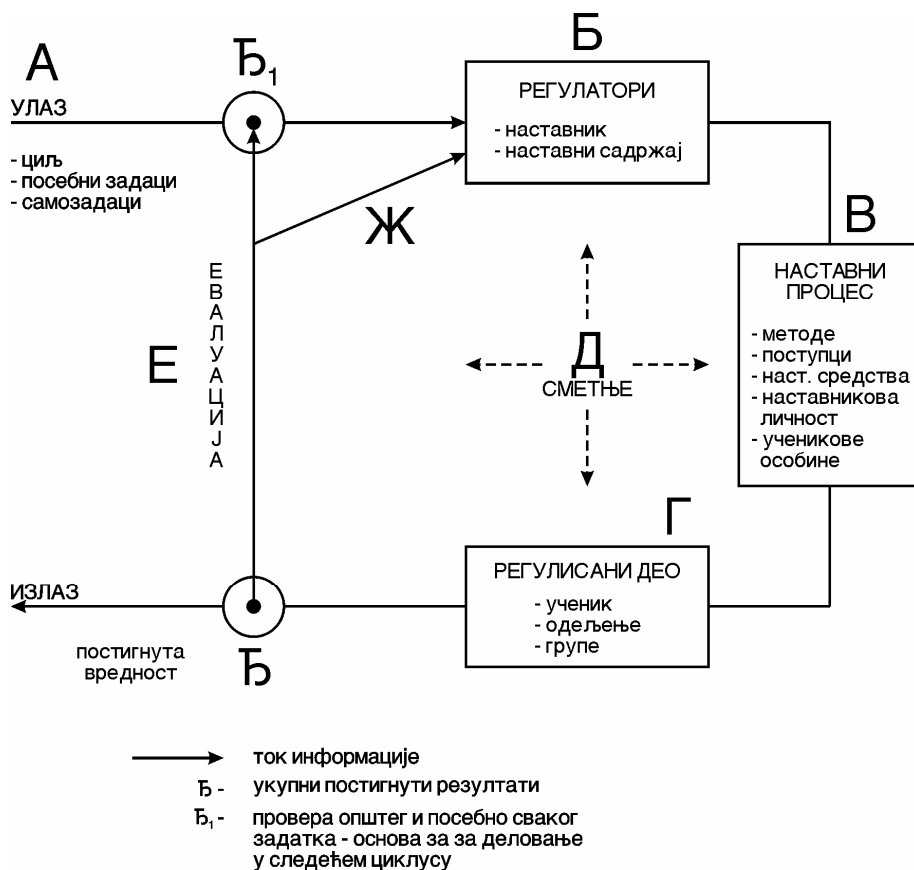 А
Ђ₁
Б
УЛАЗ
- циљ
- посебни задаци
- самозадаци
РЕГУЛАТОРИ
- наставник
- наставни садржај
Ж
В
НАСТАВНИ
ПРОЦЕС
- методе
- поступци
- наст. средства
- наставникова
личност
- ученикове
особине
Е
ЕВАЛУАЦИЈА
Д
СМЕТЊЕ
Г
РЕГУЛИСАНИ ДЕО
- ученик
- одељење
- групе
ИЗЛАЗ
постигнута
вредност
Ђ
ток информације
Ђ - укупни постигнути резултати
Ђ₁ - провера општег и посебно сваког
задатка - основа за за деловање
у следећем циклусу